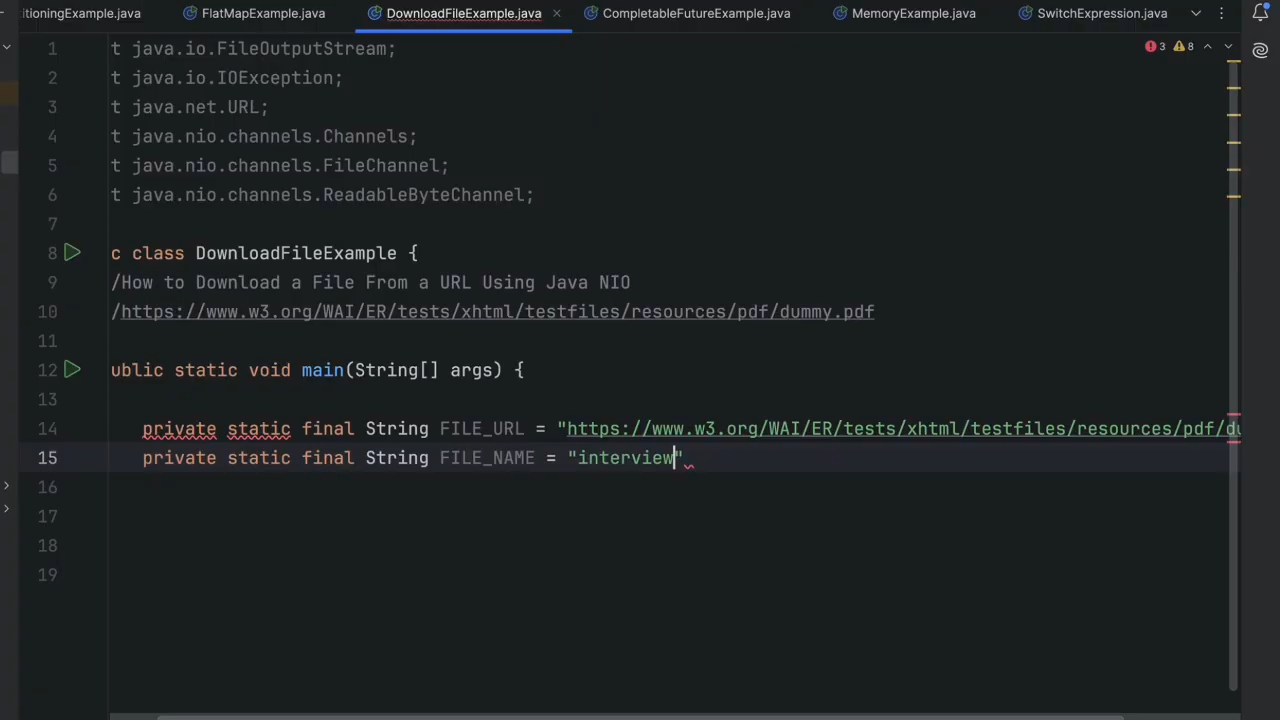 itioningExample.java FlatMapExample.java DownloadFileExample.java CompletableFutureExample.java MemoryExample.java SwitchExpression.java
3 8
1 t java.io.FileOutputStream;
2 t java.io.IOException;
3 t java.net.URL;
4 t java.nio.channels.Channels;
5 t java.nio.channels.FileChannel;
6 t java.nio.channels.ReadableByteChannel;
7
8 c class DownloadFileExample {
9 /How to Download a File From a URL Using Java NIO
10 /https://www.w3.org/WAI/ER/tests/xhtml/testfiles/resources/pdf/dummy.pdf
11
12 ublic static void main(String[] args) {
13
14 private static final String FILE_URL = "https://www.w3.org/WAI/ER/tests/xhtml/testfiles/resources/pdf/du
15 private static final String FILE_NAME = "interview"
16
17
18
19